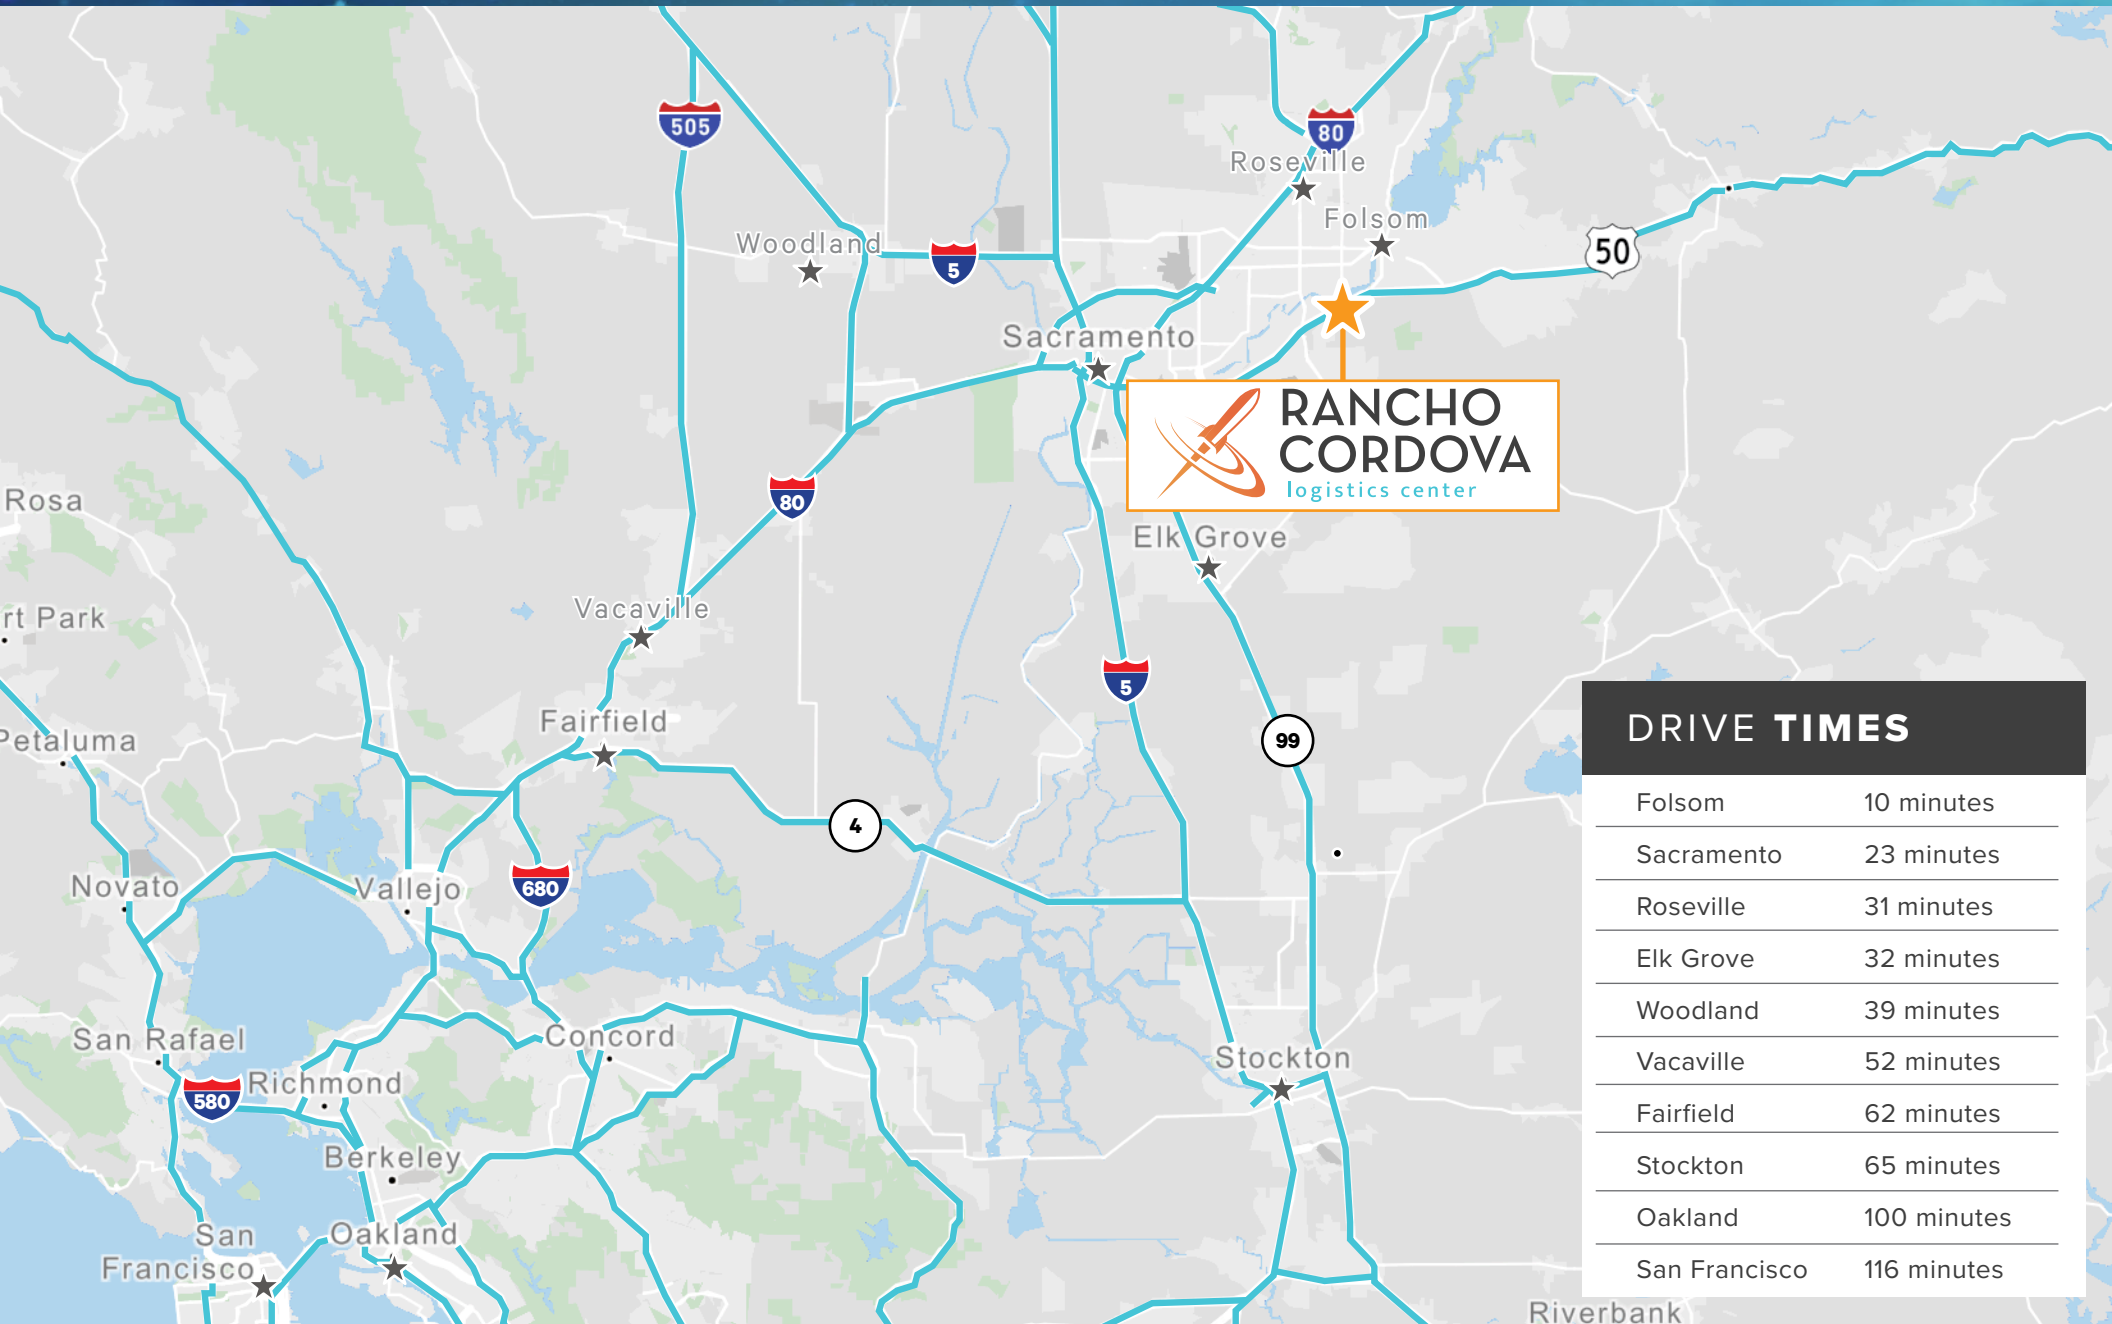 505
80
Roseville
Folsom
Woodland
5
50
Sacramento
RANCHO
CORDOVA
logistics center
80
Rosa
Elk Grove
rt Park
Vacaville
5
Fairfield
99
Petaluma
4
Novato
Vallejo
680
San Rafael
Concord
Stockton
580
Richmond
Berkeley
San
Francisco
Oakland
Riverbank
DRIVE TIMES
Folsom 10 minutes
Sacramento 23 minutes
Roseville 31 minutes
Elk Grove 32 minutes
Woodland 39 minutes
Vacaville 52 minutes
Fairfield 62 minutes
Stockton 65 minutes
Oakland 100 minutes
San Francisco 116 minutes